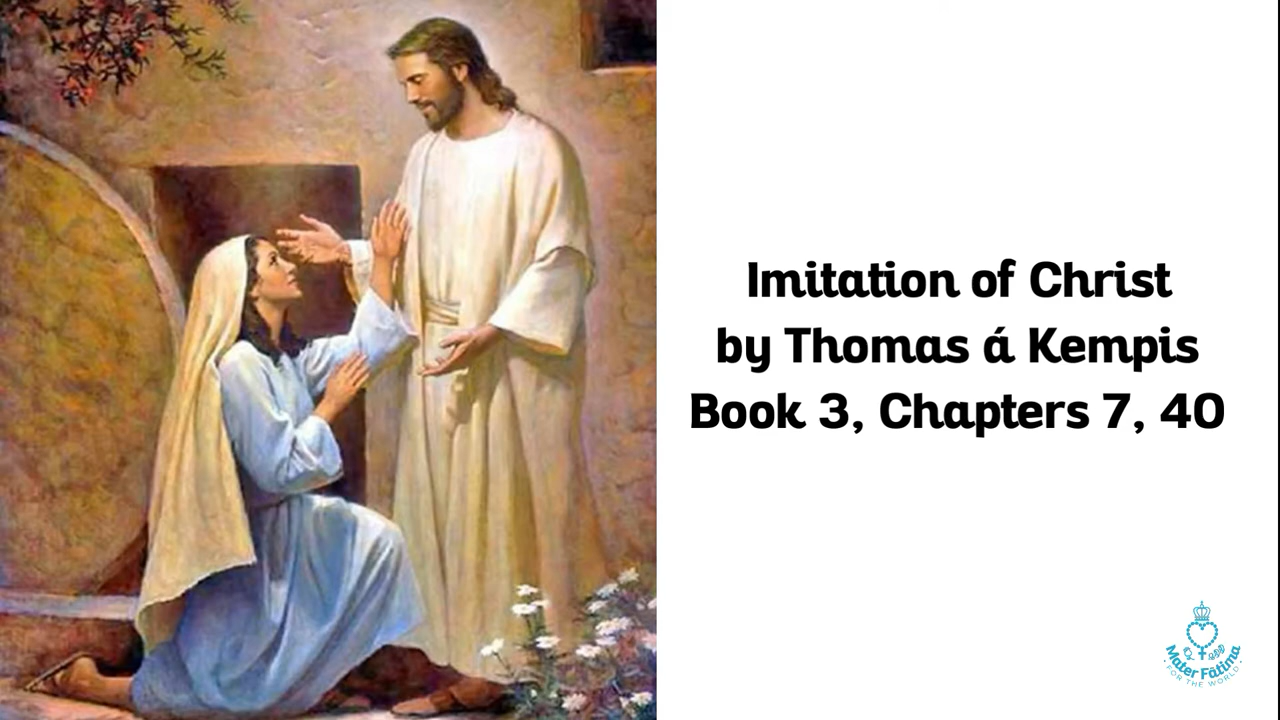 Imitation of Christ
by Thomas á Kempis
Book 3, Chapters 7, 40
Mater Fátima
· FOR THE WORLD ·